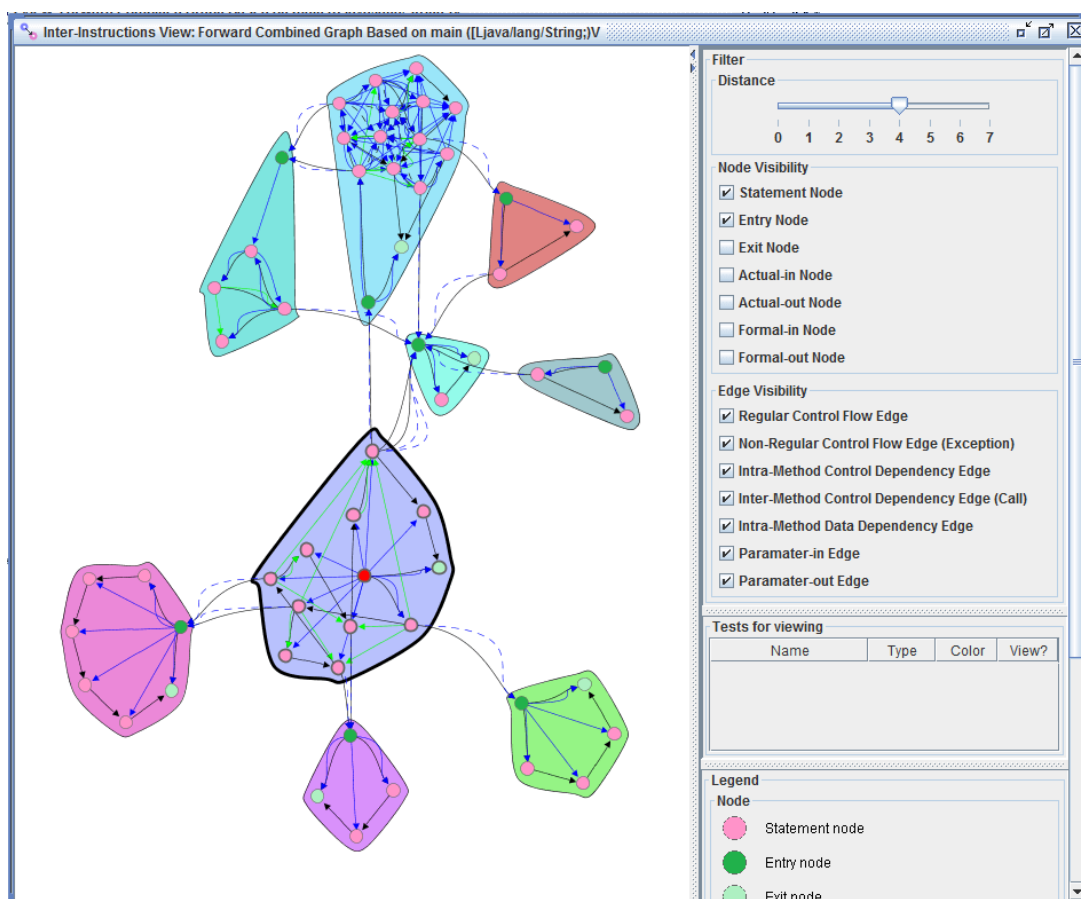 Inter-Instructions View: Forward Combined Graph Based on main ([Ljava/lang/String;)V
Filter
Distance
0 1 2 3 4 5 6 7
Node Visibility
Statement Node
Entry Node
Exit Node
Actual-in Node
Actual-out Node
Formal-in Node
Formal-out Node
Edge Visibility
Regular Control Flow Edge
Non-Regular Control Flow Edge (Exception)
Intra-Method Control Dependency Edge
Inter-Method Control Dependency Edge (Call)
Intra-Method Data Dependency Edge
Paramater-in Edge
Paramater-out Edge
Tests for viewing
Name Type Color View?
Legend
Node
Statement node
Entry node
Exit node